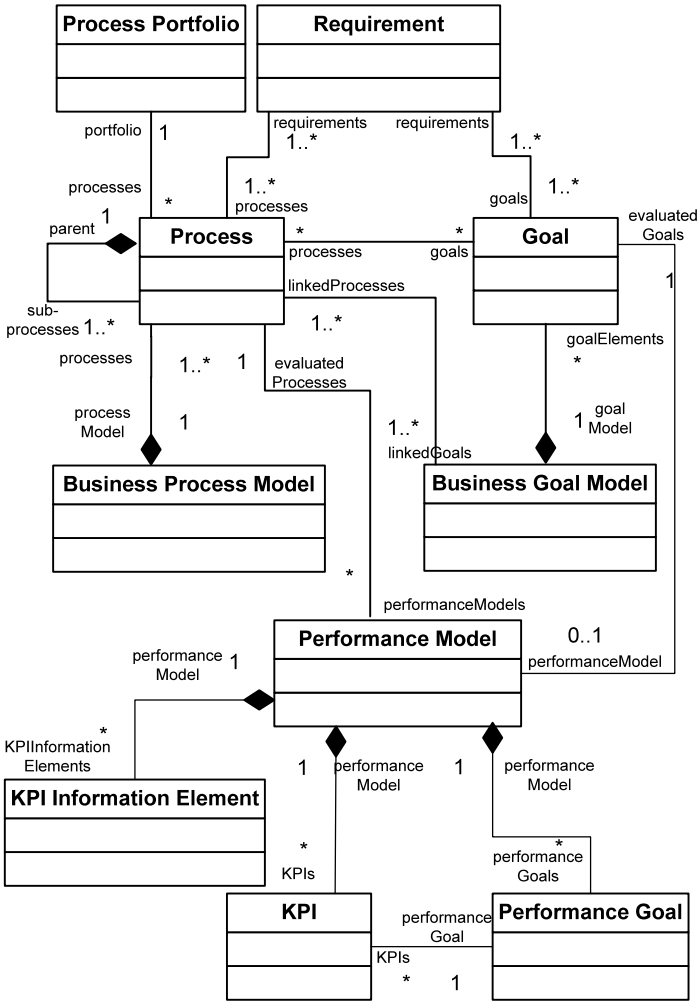 Process Portfolio
Requirement
portfolio
1
requirements
1..*
requirements
1..*
processes
*
1..*
processes
1..*
goals
1
parent
Process
*
processes
*
goals
Goal
evaluated
Goals
1
linkedProcesses
1..*
sub-
processes 1..*
processes
1..*
1
evaluated
Processes
goalElements
*
process
Model
1
1..*
linkedGoals
1
goal
Model
Business Process Model
Business Goal Model
*
performanceModels
Performance Model
0..1
performanceModel
performance
Model
1
*
KPIInformation
Elements
KPI Information Element
1
performance
Model
1
performance
Model
*
KPIs
*
performance
Goals
KPI
performance
Goal
Performance Goal
KPIs
*
1